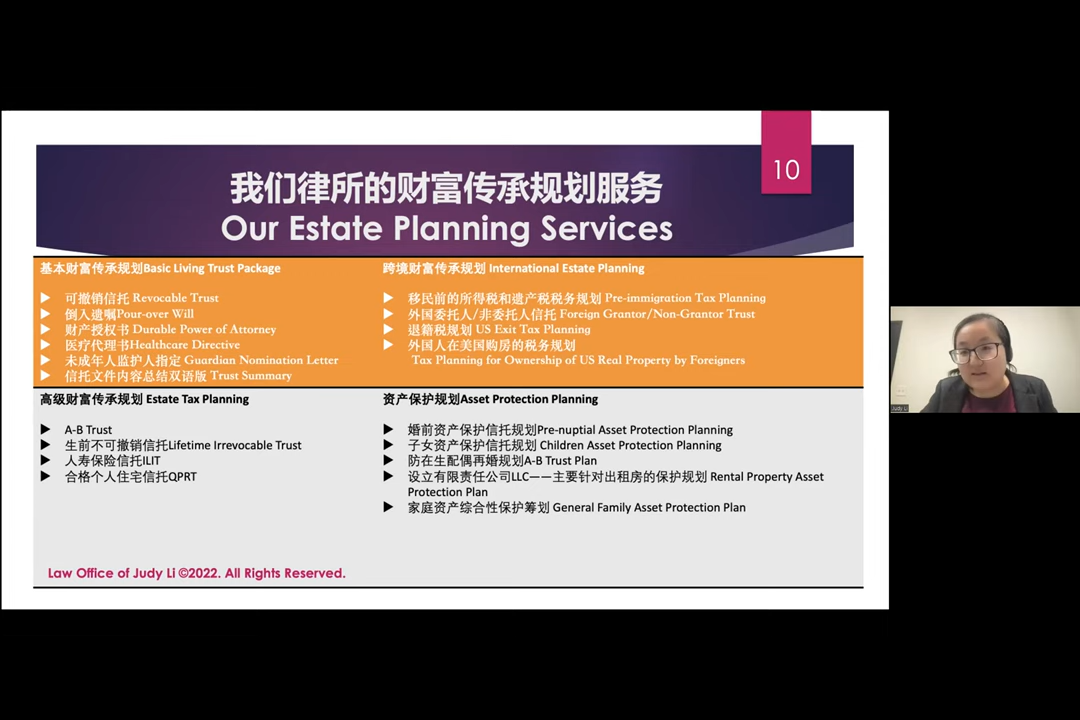 10
我们律所的财富传承规划服务
Our Estate Planning Services
基本财富传承规划Basic Living Trust Package
可撤销信托 Revocable Trust
倒入遗嘱Pour-over Will
财产授权书 Durable Power of Attorney
医疗代理书Healthcare Directive
未成年人监护人指定 Guardian Nomination Letter
信托文件内容总结双语版 Trust Summary
跨境财富传承规划 International Estate Planning
移民前的所得税和遗产税税务规划 Pre-immigration Tax Planning
外国委托人/非委托人信托 Foreign Grantor/Non-Grantor Trust
退籍税规划 US Exit Tax Planning
外国人在美国购房的税务规划
Tax Planning for Ownership of US Real Property by Foreigners
高级财富传承规划 Estate Tax Planning
A-B Trust
生前不可撤销信托Lifetime Irrevocable Trust
人寿保险信托ILIT
合格个人住宅信托QPRT
资产保护规划Asset Protection Planning
婚前资产保护信托规划Pre-nuptial Asset Protection Planning
子女资产保护信托规划 Children Asset Protection Planning
防在生配偶再婚规划A-B Trust Plan
设立有限责任公司LLC——主要针对出租房的保护规划 Rental Property Asset
Protection Plan
家庭资产综合性保护筹划 General Family Asset Protection Plan
Law Office of Judy Li ©2022. All Rights Reserved.
Judy Li